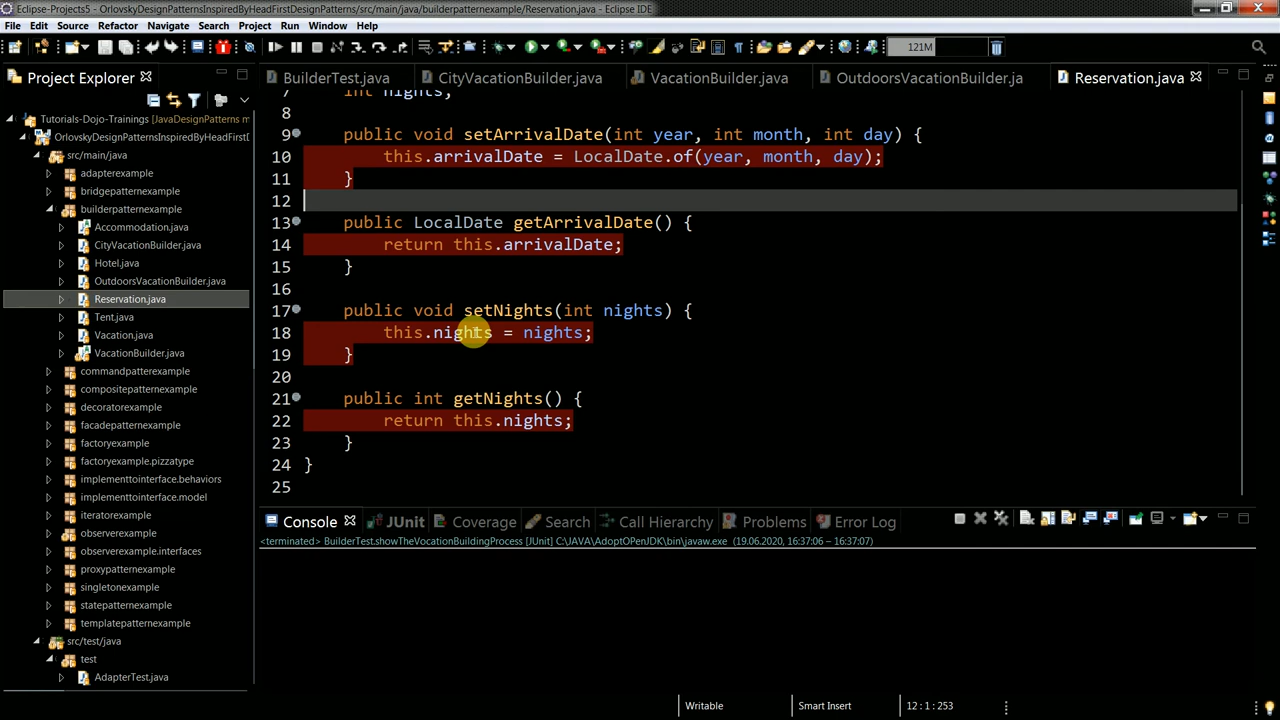 Eclipse-Projects5 - OrlovskyDesignPatternsInspiredByHeadFirstDesignPatterns/src/main/java/builderpatternexample/Reservation.java - Eclipse IDE
File Edit Source Refactor Navigate Search Project Run Window Help
121M
Project Explorer
BuilderTest.java CityVacationBuilder.java VacationBuilder.java OutdoorsVacationBuilder.ja Reservation.java
Tutorials-Dojo-Trainings [JavaDesignPatterns m
OrlovskyDesignPatternsInspiredByHeadFirstD
src/main/java
adapterexample
bridgepatternexample
builderpatternexample
Accommodation.java
CityVacationBuilder.java
Hotel.java
OutdoorsVacationBuilder.java
Reservation.java
Tent.java
Vacation.java
VacationBuilder.java
commandpatterexample
compositepatternexample
decoratorexample
facadepatternexample
factoryexample
factoryexample.pizzatype
implementtointerface.behaviors
implementtointerface.model
iteratorexample
observerexample
observerexample.interfaces
proxypatternexample
singletonexample
statepatternexample
templatepatternexample
src/test/java
test
AdapterTest.java
7 int nights;
8
9 public void setArrivalDate(int year, int month, int day) {
10 this.arrivalDate = LocalDate.of(year, month, day);
11 }
12
13 public LocalDate getArrivalDate() {
14 return this.arrivalDate;
15 }
16
17 public void setNights(int nights) {
18 this.nights = nights;
19 }
20
21 public int getNights() {
22 return this.nights;
23 }
24 }
25
Console JUnit Coverage Search Call Hierarchy Problems Error Log
<terminated> BuilderTest.showTheVocationBuildingProcess [JUnit] C:\JAVA\AdoptOPenJDK\bin\javaw.exe (19.06.2020, 16:37:06 – 16:37:07)
Writable Smart Insert 12 : 1 : 253